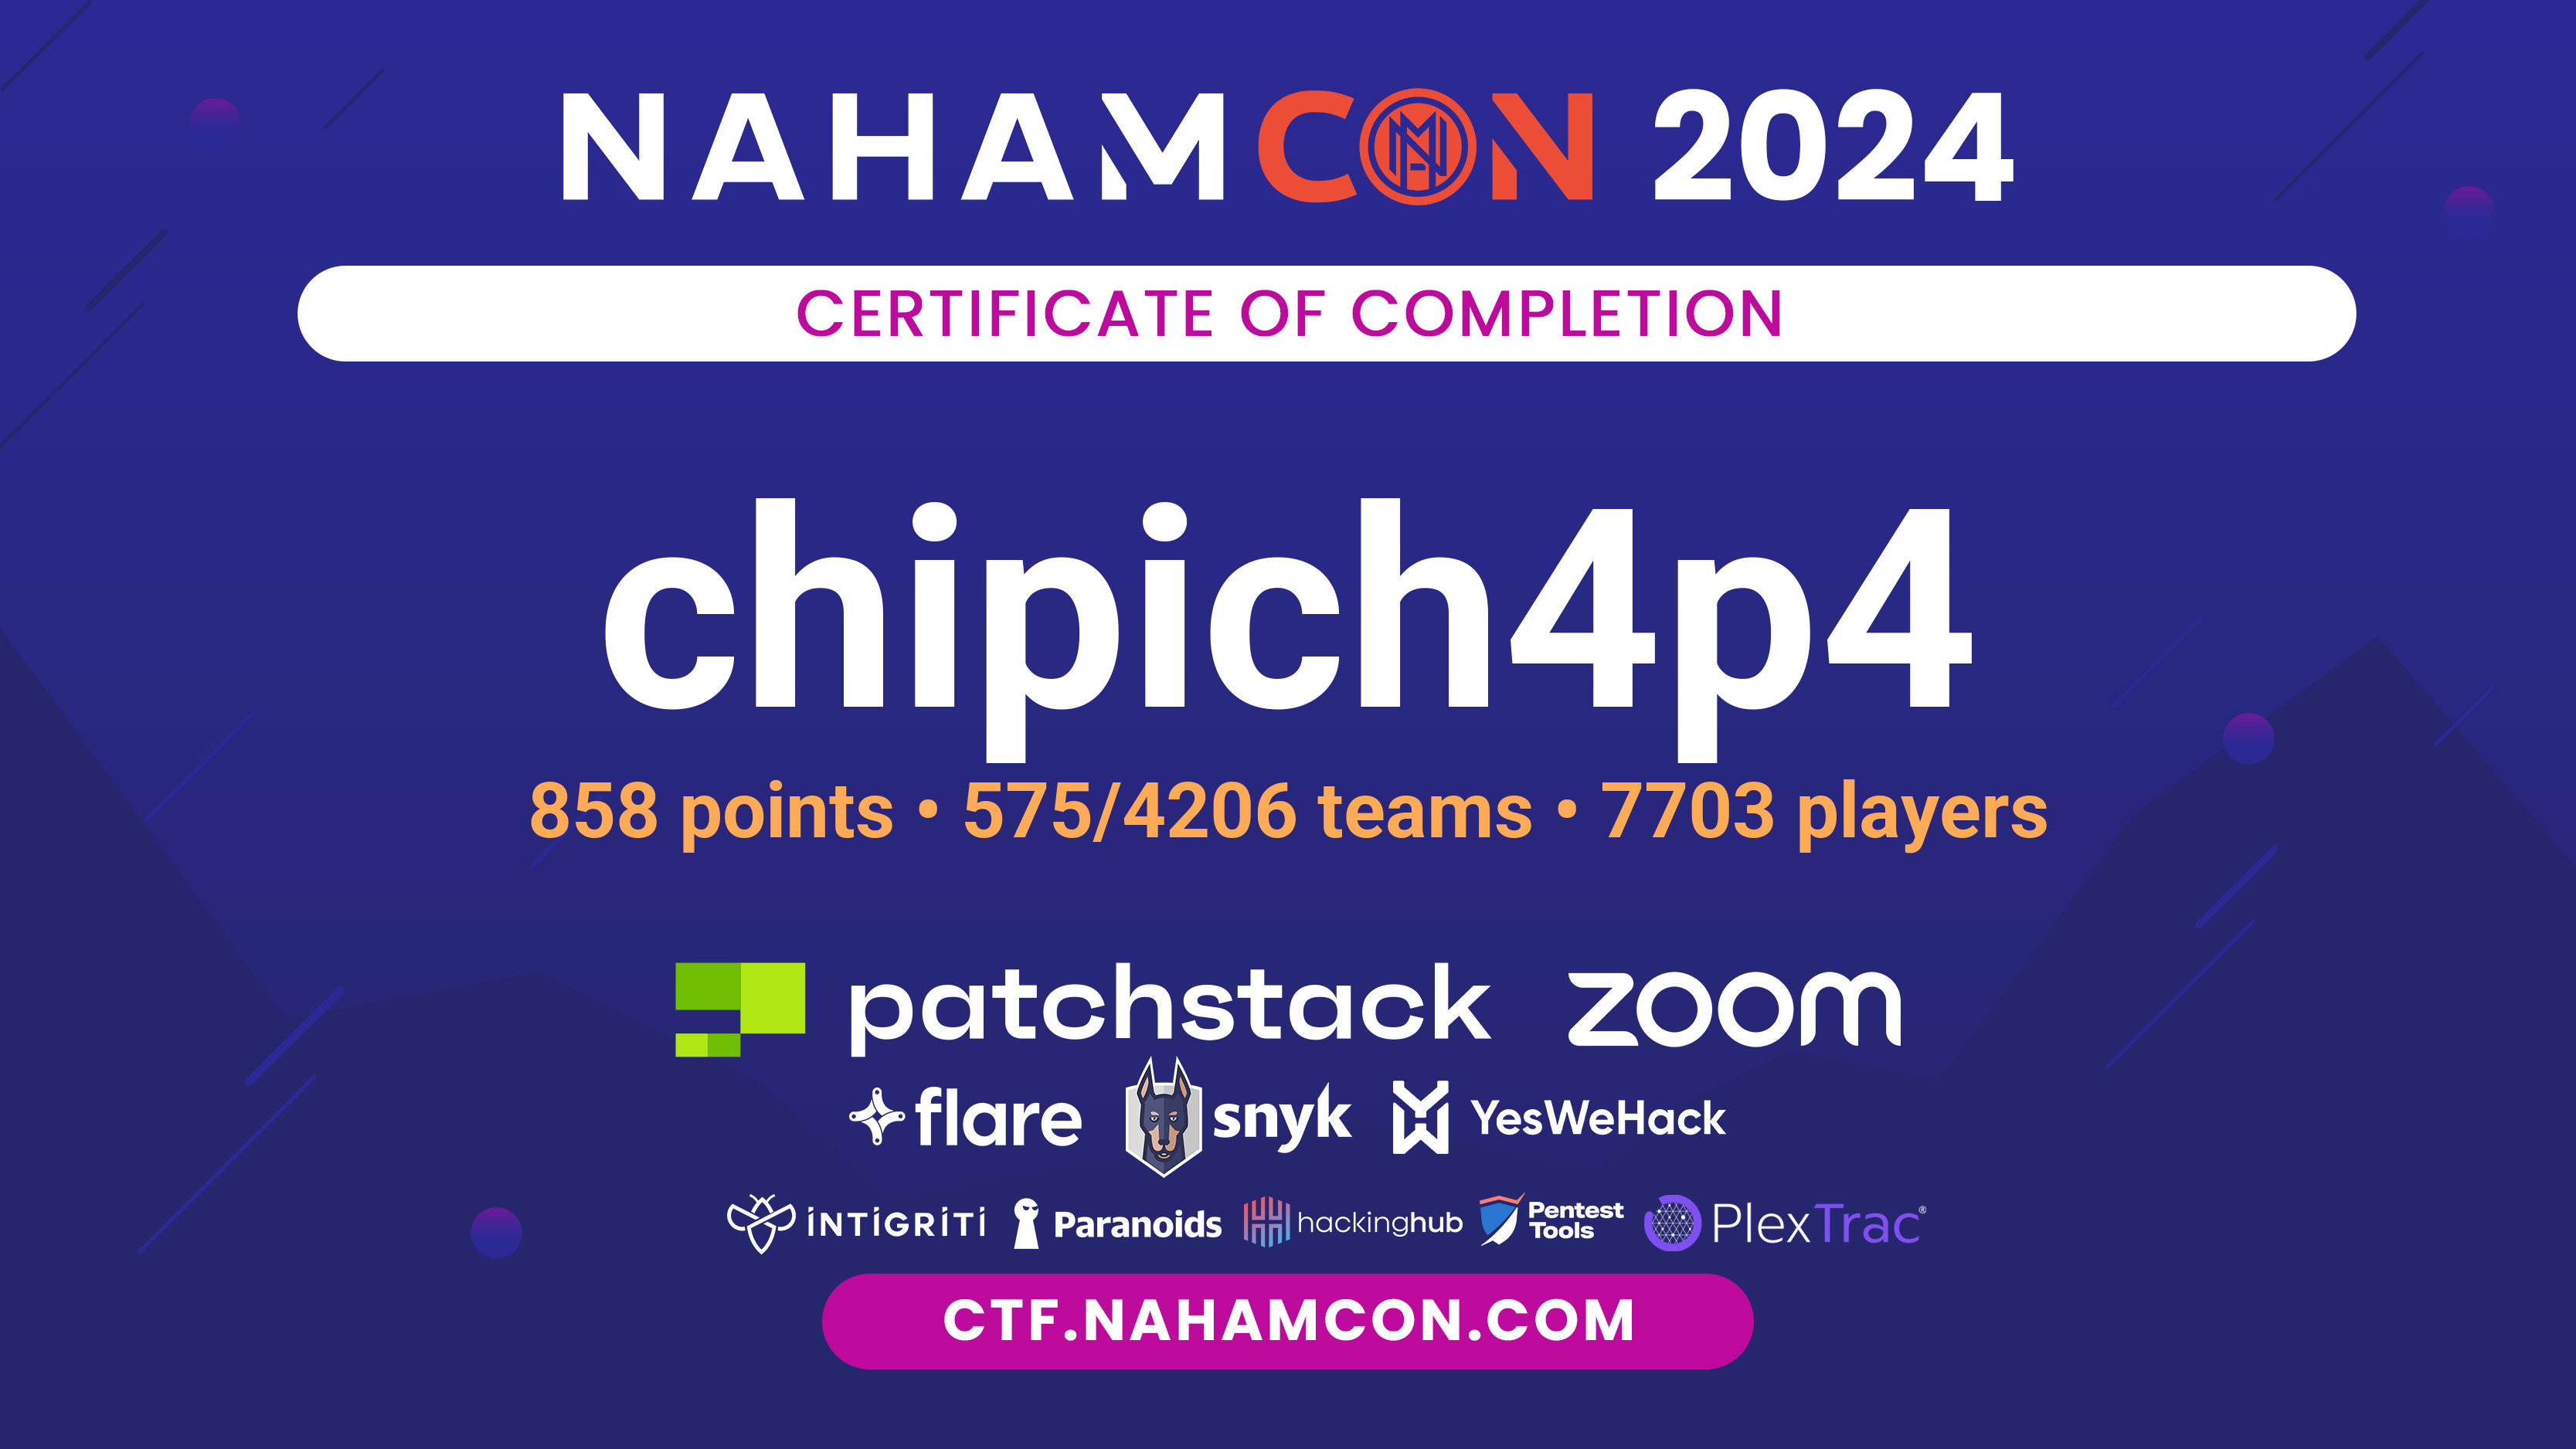 NAHAMCON 2024
CERTIFICATE OF COMPLETION
chipich4p4
858 points • 575/4206 teams • 7703 players
patchstack zoom
flare snyk YesWeHack
INTIGRITI Paranoids hackinghub Pentest Tools PlexTrac®
CTF.NAHAMCON.COM